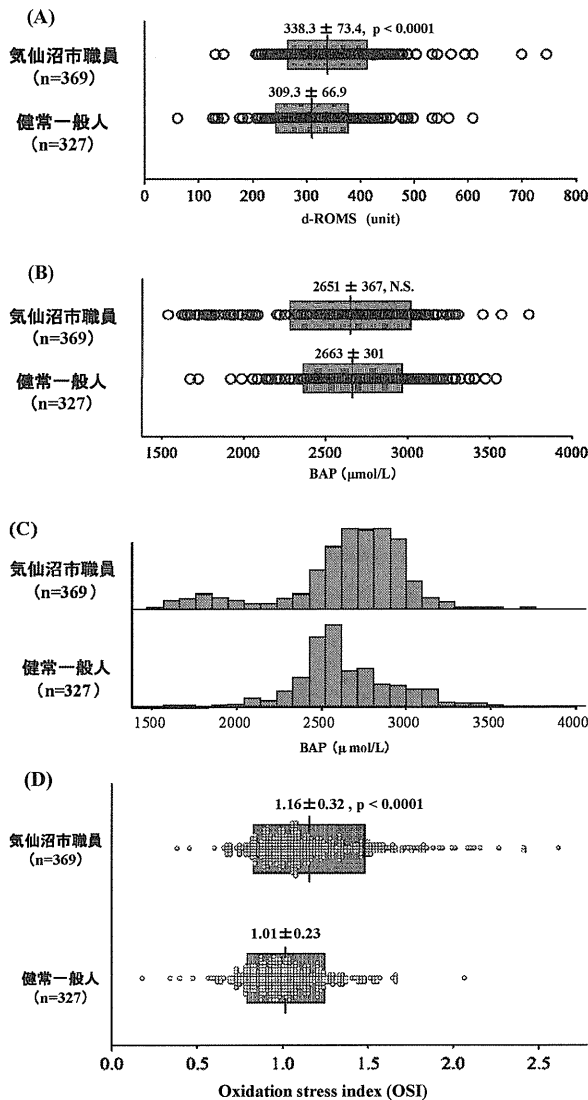 (A)
338.3 ± 73.4, p < 0.0001
気仙沼市職員
(n=369)
309.3 ± 66.9
健常一般人
(n=327)
0 100 200 300 400 500 600 700 800
d-ROMS (unit)
(B)
2651 ± 367, N.S.
気仙沼市職員
(n=369)
2663 ± 301
健常一般人
(n=327)
1500 2000 2500 3000 3500 4000
BAP (μmol/L)
(C)
気仙沼市職員
(n=369)
健常一般人
(n=327)
1500 2000 2500 3000 3500 4000
BAP (μ mol/L)
(D)
1.16±0.32 , p < 0.0001
気仙沼市職員
(n=369)
1.01±0.23
健常一般人
(n=327)
0.0 0.5 1.0 1.5 2.0 2.5
Oxidation stress index (OSI)